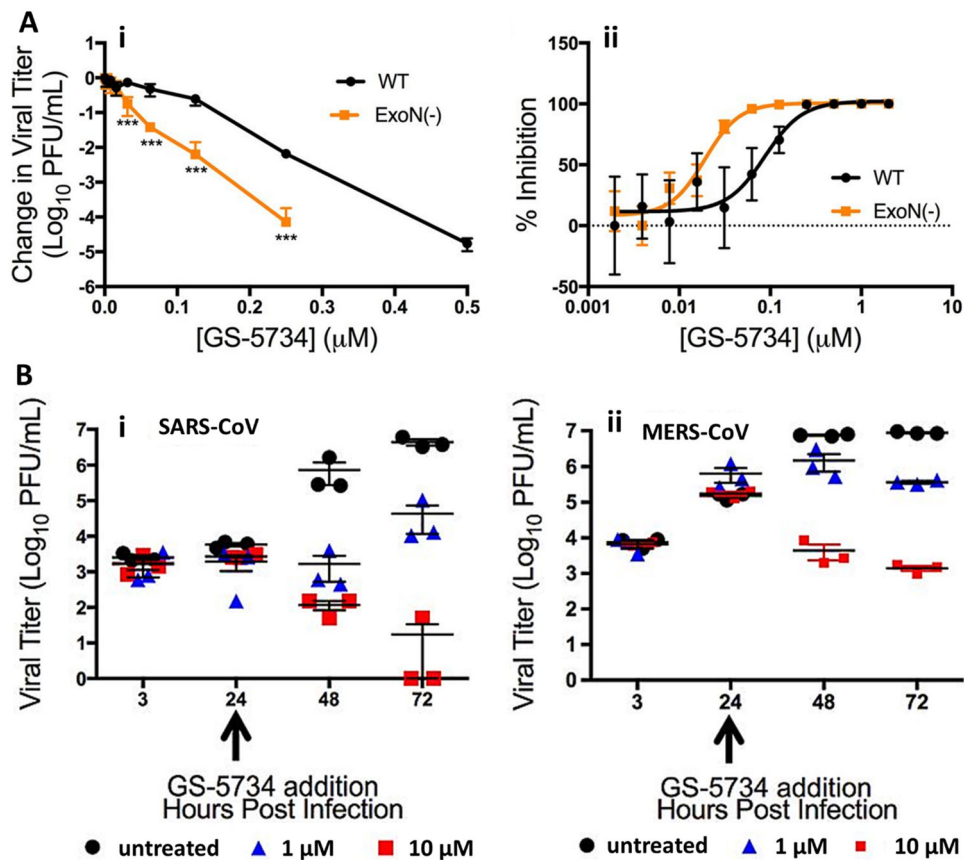 A
i
Change in Viral Titer
(Log10 PFU/mL)
1
0
-1
-2
-3
-4
-5
-6
WT
ExoN(-)
***
***
***
***
0.0 0.1 0.2 0.3 0.4 0.5
[GS-5734] (μM)
ii
% Inhibition
150
100
50
0
-50
WT
ExoN(-)
0.001 0.01 0.1 1 10
[GS-5734] (μM)
B
i SARS-CoV
Viral Titer (Log10 PFU/mL)
7
6
5
4
3
2
1
0
3 24 48 72
GS-5734 addition
Hours Post Infection
untreated 1 μM 10 μM
ii MERS-CoV
Viral Titer (Log10 PFU/mL)
7
6
5
4
3
2
1
0
3 24 48 72
GS-5734 addition
Hours Post Infection
untreated 1 μM 10 μM